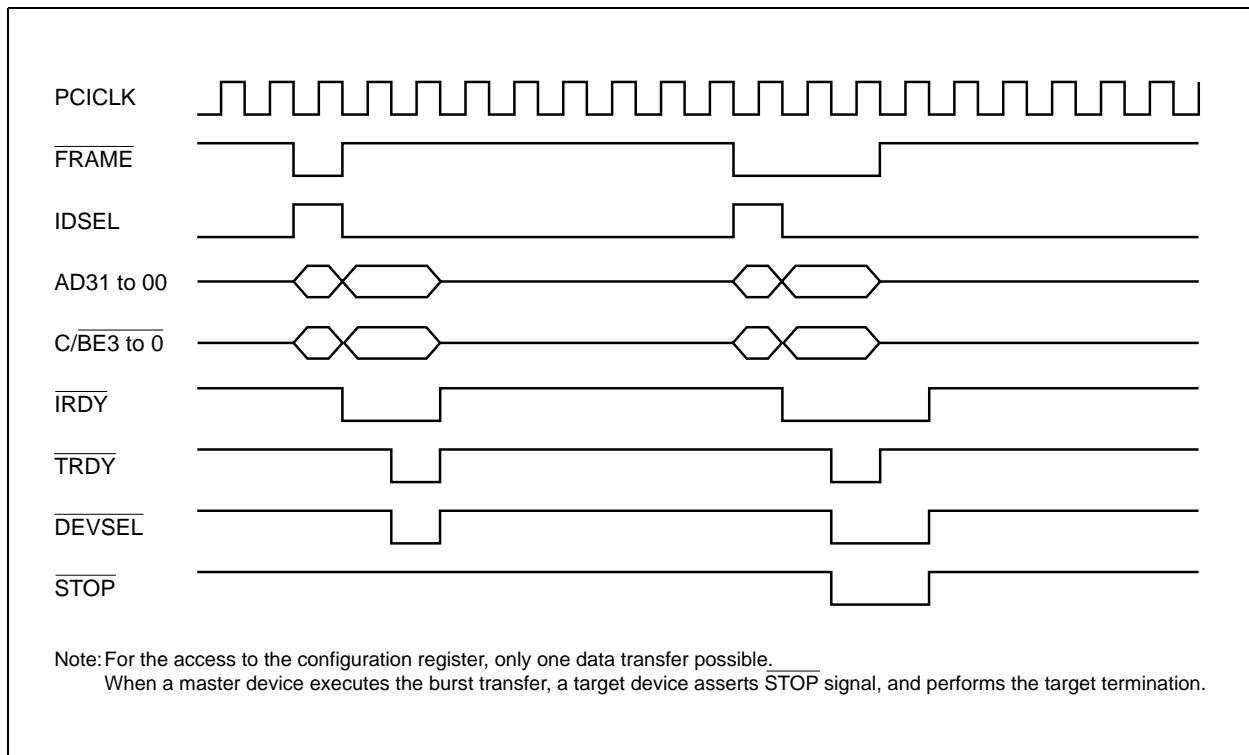 PCICLK
FRAME
IDSEL
AD31 to 00
C/BE3 to 0
IRDY
TRDY
DEVSEL
STOP
Note: For the access to the configuration register, only one data transfer possible.
When a master device executes the burst transfer, a target device asserts STOP signal, and performs the target termination.